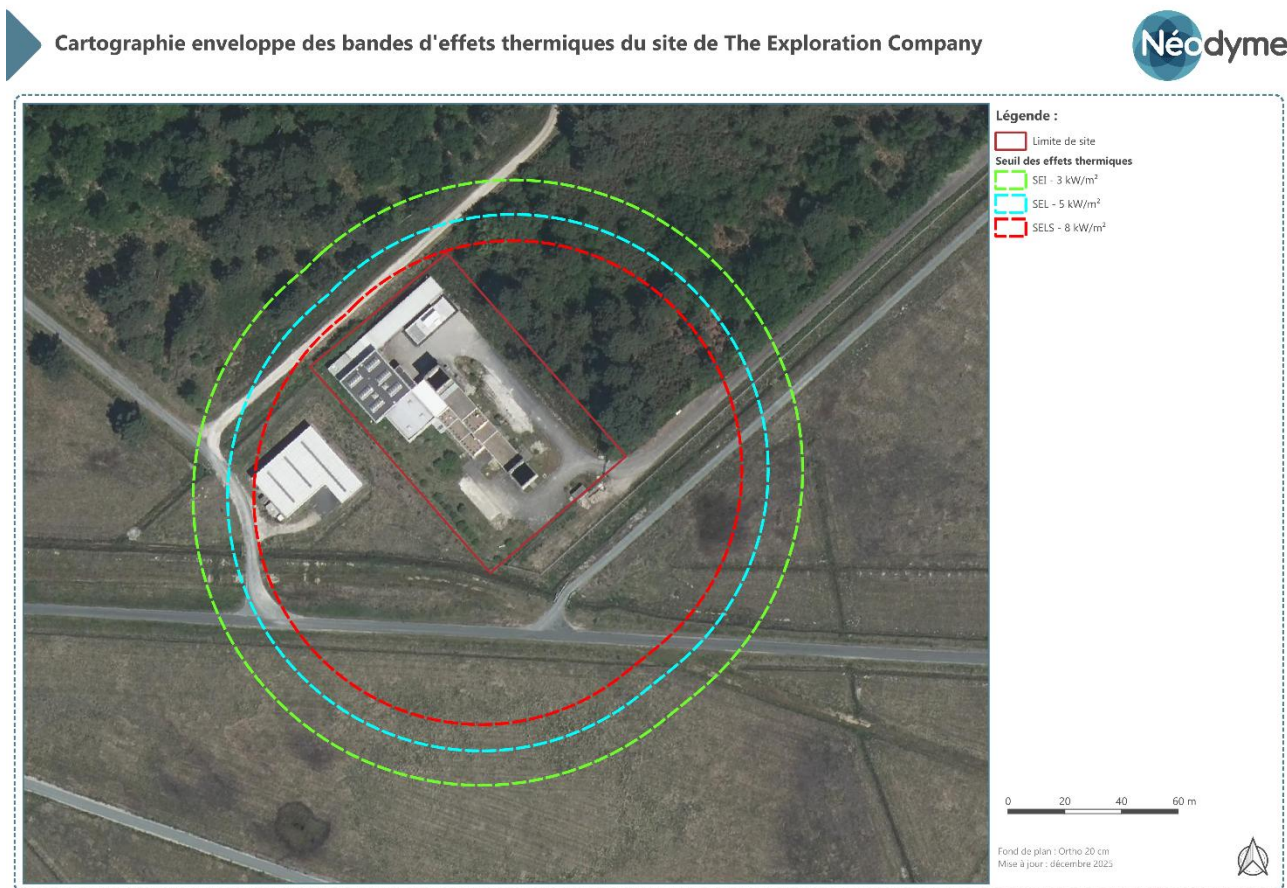 Cartographie enveloppe des bandes d'effets thermiques du site de The Exploration Company
Néodyme
Légende :
Limite de site
Seuil des effets thermiques
SEI - 3 kW/m²
SEL - 5 kW/m²
SELS - 8 kW/m²
0 20 40 60 m
Fond de plan : Ortho 20 cm
Mise à jour : décembre 2025